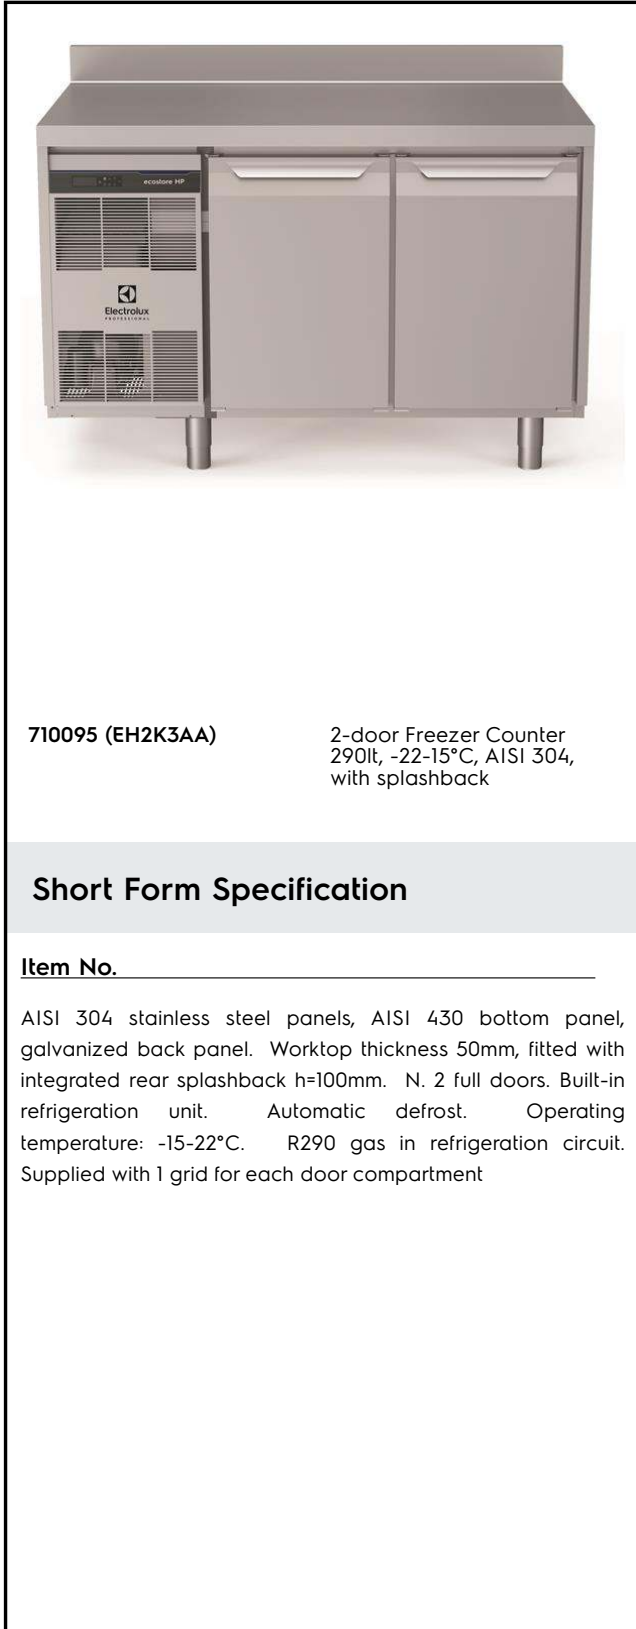 ecostore HP
Electrolux
PROFESSIONAL
710095 (EH2K3AA)
2-door Freezer Counter
290lt, -22-15°C, AISI 304,
with splashback
Short Form Specification
Item No.
AISI 304 stainless steel panels, AISI 430 bottom panel,
galvanized back panel. Worktop thickness 50mm, fitted with
integrated rear splashback h=100mm. N. 2 full doors. Built-in
refrigeration unit. Automatic defrost. Operating
temperature: -15-22°C. R290 gas in refrigeration circuit.
Supplied with 1 grid for each door compartment